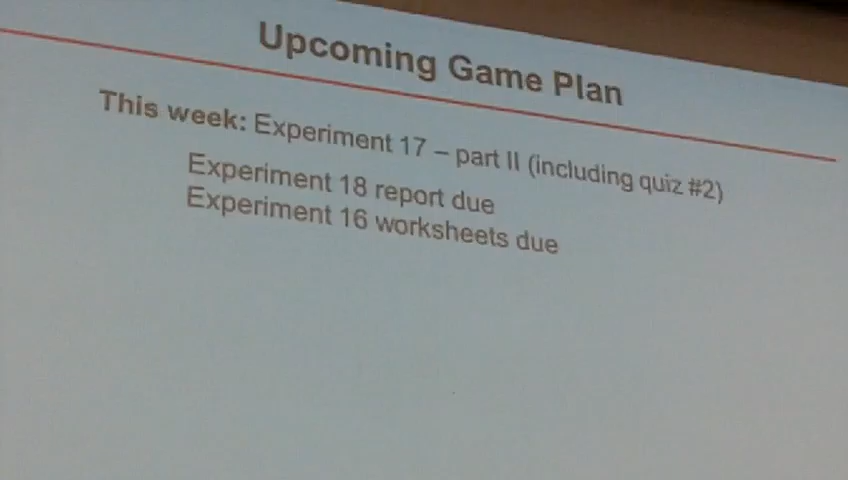 Upcoming Game Plan
This week: Experiment 17 – part II (including quiz #2)
Experiment 18 report due
Experiment 16 worksheets due